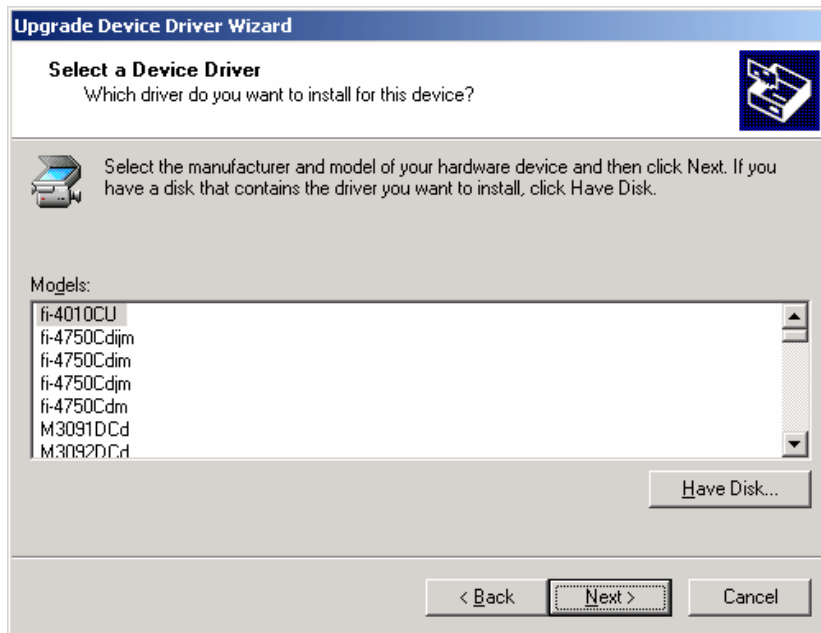 Upgrade Device Driver Wizard
Select a Device Driver
Which driver do you want to install for this device?
Select the manufacturer and model of your hardware device and then click Next. If you
have a disk that contains the driver you want to install, click Have Disk.
Models:
fi-4010CU
fi-4750Cdijm
fi-4750Cdim
fi-4750Cdjm
fi-4750Cdm
M3091DCd
M3092DCd
Have Disk...
< Back
Next >
Cancel